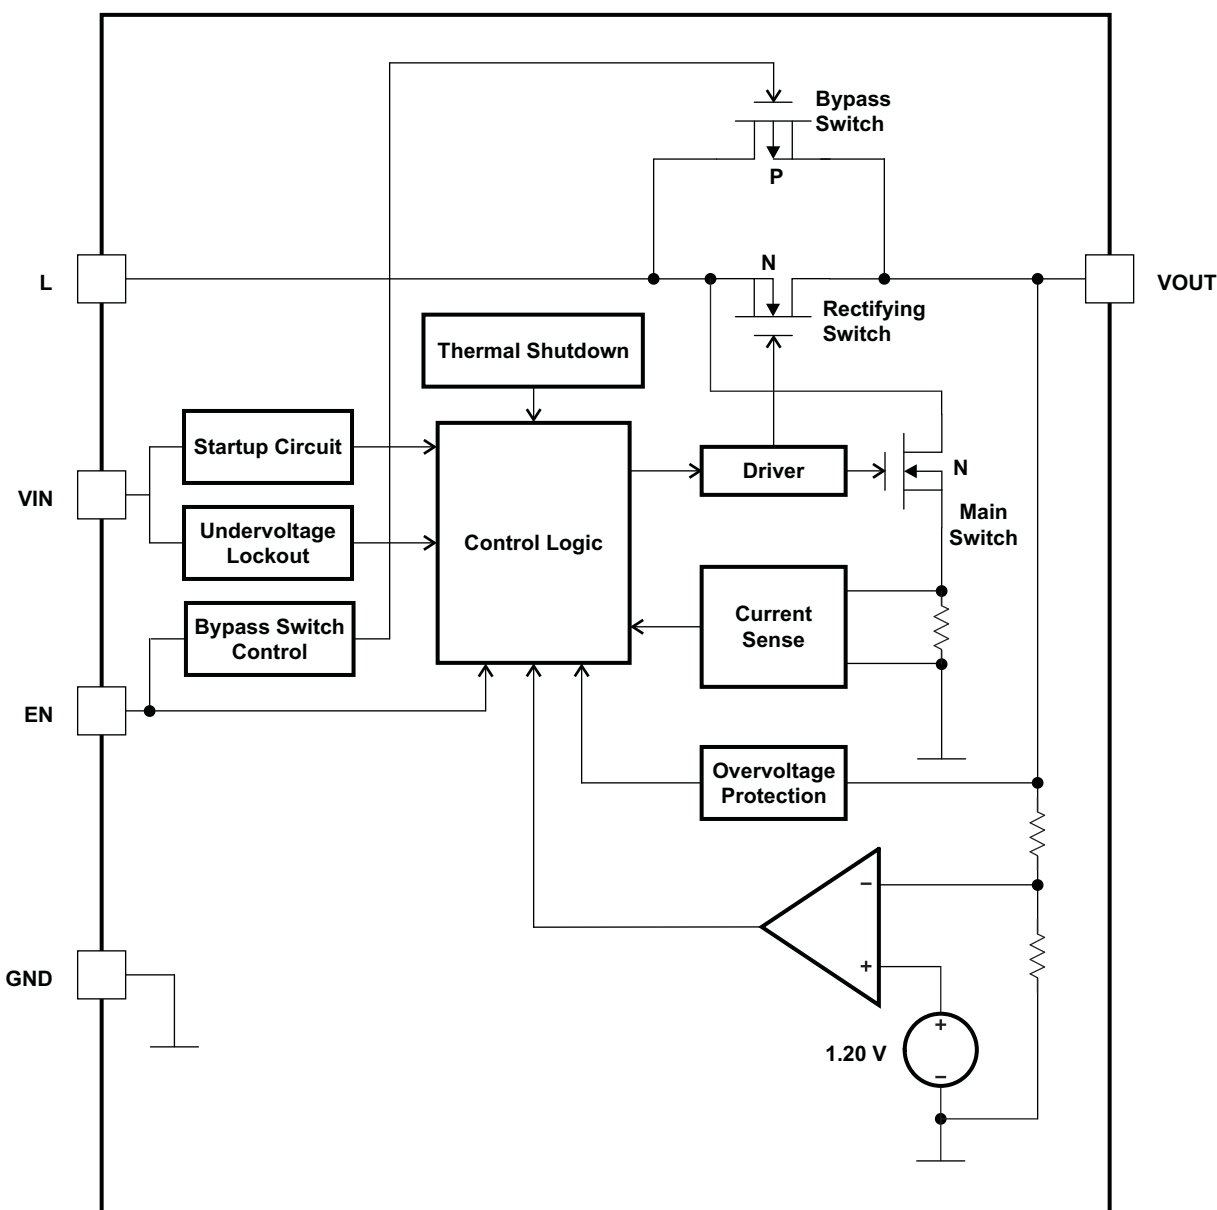 Bypass
Switch
P
L
N
VOUT
Rectifying
Switch
Thermal Shutdown
Startup Circuit
Driver
N
VIN
Main
Switch
Undervoltage
Lockout
Control Logic
Bypass Switch
Control
Current
Sense
EN
Overvoltage
Protection
−
+
GND
+
1.20 V
−